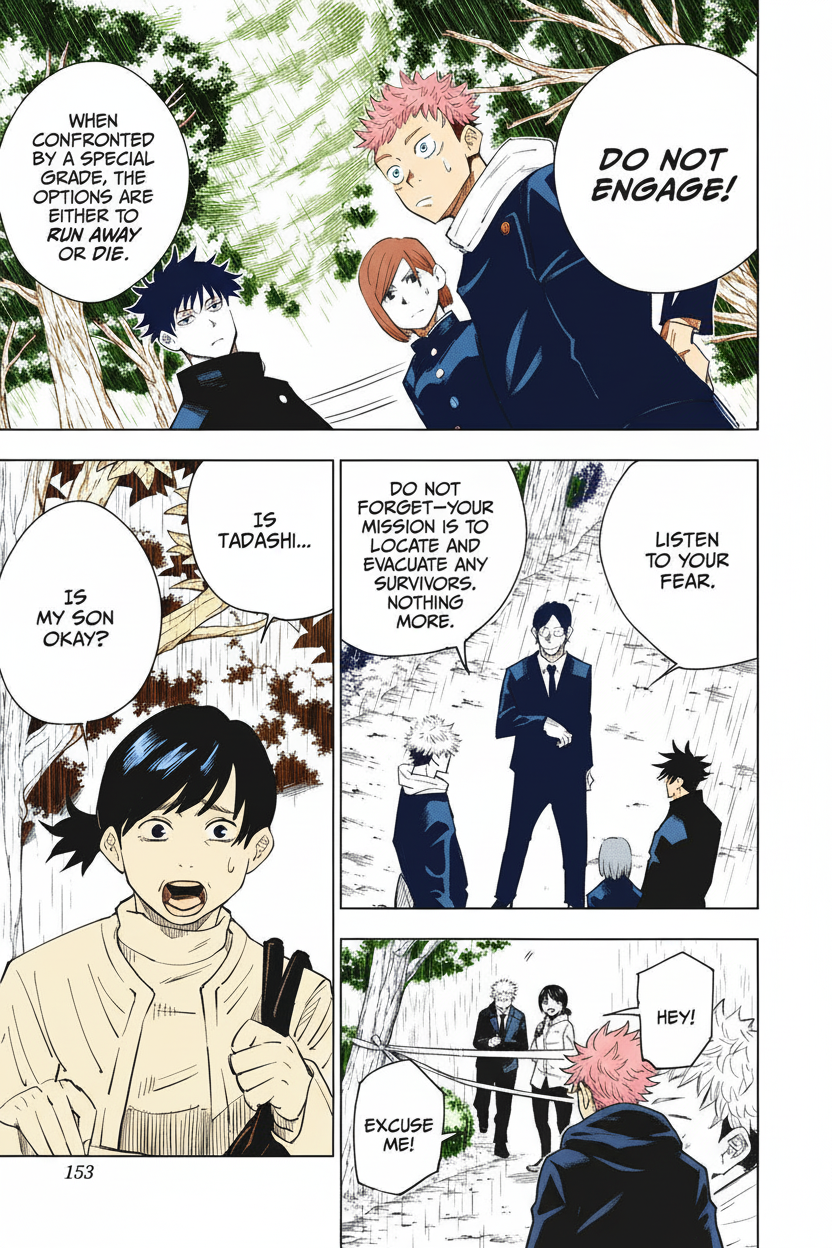 DO NOT
ENGAGE!
WHEN
CONFRONTED
BY A SPECIAL
GRADE, THE
OPTIONS ARE
EITHER TO
RUN AWAY
OR DIE.
LISTEN
TO YOUR
FEAR.
DO NOT
FORGET—YOUR
MISSION IS TO
LOCATE AND
EVACUATE ANY
SURVIVORS.
NOTHING
MORE.
HEY!
EXCUSE
ME!
IS
TADASHI...
IS
MY SON
OKAY?
153